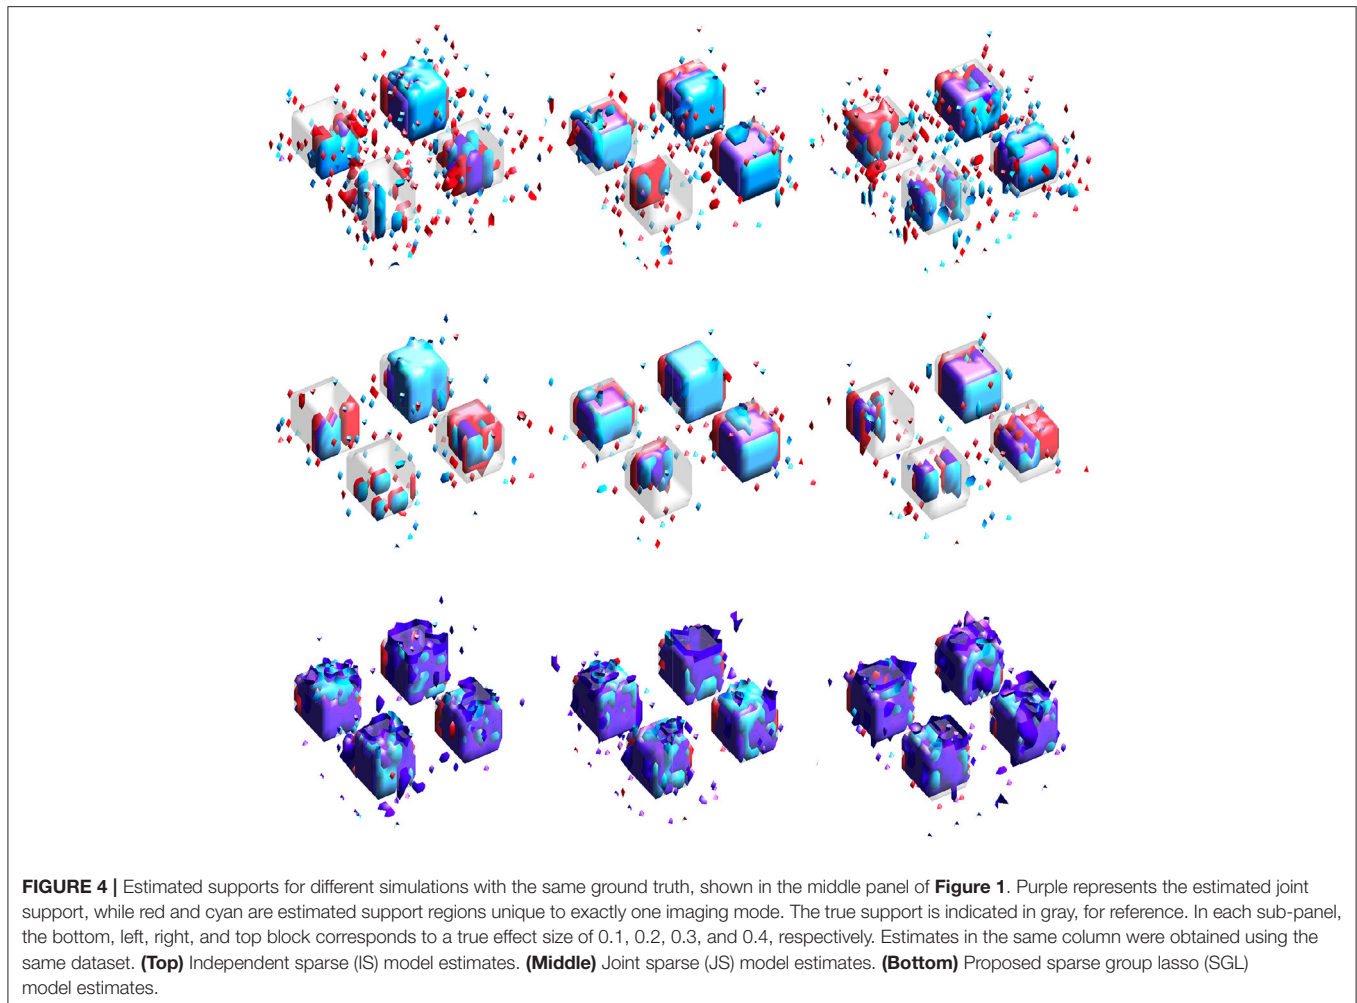 FIGURE 4 | Estimated supports for different simulations with the same ground truth, shown in the middle panel of Figure 1. Purple represents the estimated joint
support, while red and cyan are estimated support regions unique to exactly one imaging mode. The true support is indicated in gray, for reference. In each sub-panel,
the bottom, left, right, and top block corresponds to a true effect size of 0.1, 0.2, 0.3, and 0.4, respectively. Estimates in the same column were obtained using the
same dataset. (Top) Independent sparse (IS) model estimates. (Middle) Joint sparse (JS) model estimates. (Bottom) Proposed sparse group lasso (SGL)
model estimates.